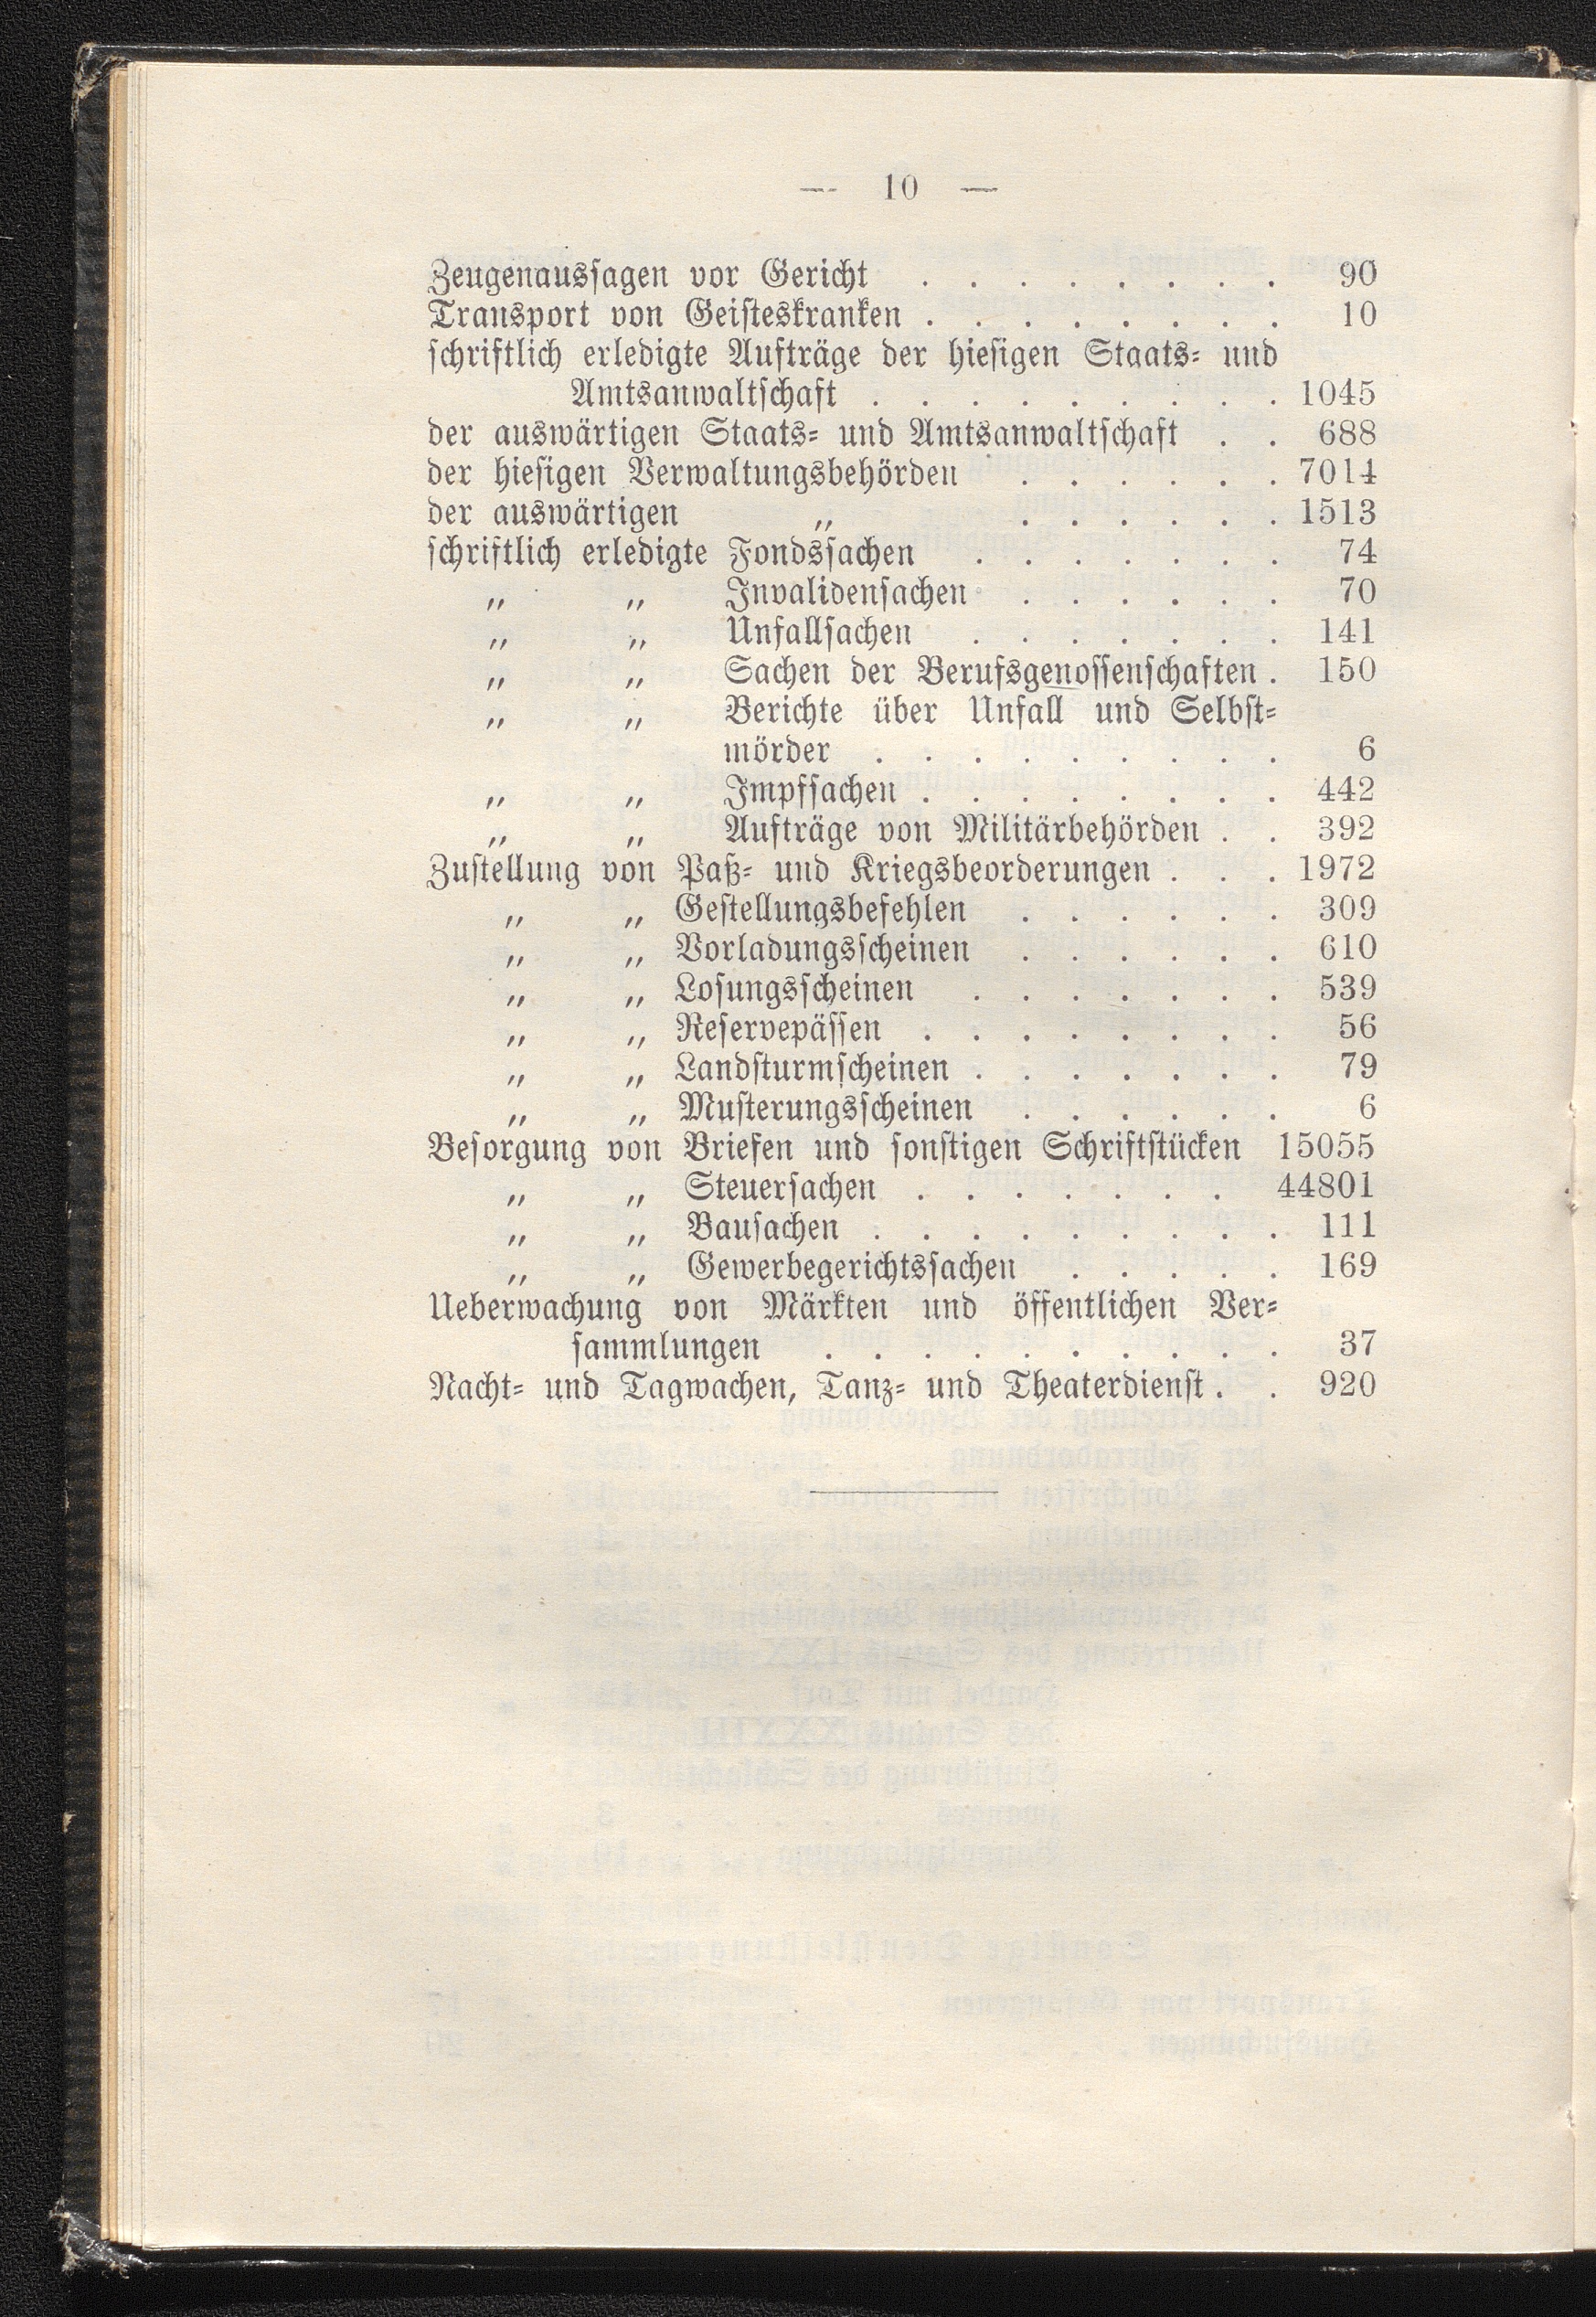 — 10 —
Zeugenaussagen vor Gericht . . . . . . . . 90
Transport von Geisteskranken . . . . . . . . 10
schriftlich erledigte Aufträge der hiesigen Staats- und
Amtsanwaltschaft . . . . . . . . . 1045
der auswärtigen Staats- und Amtsanwaltschaft . . 688
der hiesigen Verwaltungsbehörden . . . . . . 7014
der auswärtigen „ . . . . . . 1513
schriftlich erledigte Fondssachen . . . . . . . 74
„ „ Invalidensachen . . . . . . 70
„ „ Unfallsachen . . . . . . . 141
„ „ Sachen der Berufsgenossenschaften . 150
„ „ Berichte über Unfall und Selbst-
mörder . . . . . . . . . 6
„ „ Impfsachen . . . . . . . . 442
„ „ Aufträge von Militärbehörden . . 392
Zustellung von Paß- und Kriegsbeorderungen . . . 1972
„ „ Gestellungsbefehlen . . . . . . 309
„ „ Vorladungsscheinen . . . . . . 610
„ „ Losungsscheinen . . . . . . . 539
„ „ Reservepässen . . . . . . . . 56
„ „ Landsturmscheinen . . . . . . . 79
„ „ Musterungsscheinen . . . . . . 6
Besorgung von Briefen und sonstigen Schriftstücken 15055
„ „ Steuersachen . . . . . . . 44801
„ „ Bausachen . . . . . . . . . 111
„ „ Gewerbegerichtssachen . . . . . 169
Ueberwachung von Märkten und öffentlichen Ver-
sammlungen . . . . . . . . . . 37
Nacht- und Tagwachen, Tanz- und Theaterdienst . . 920